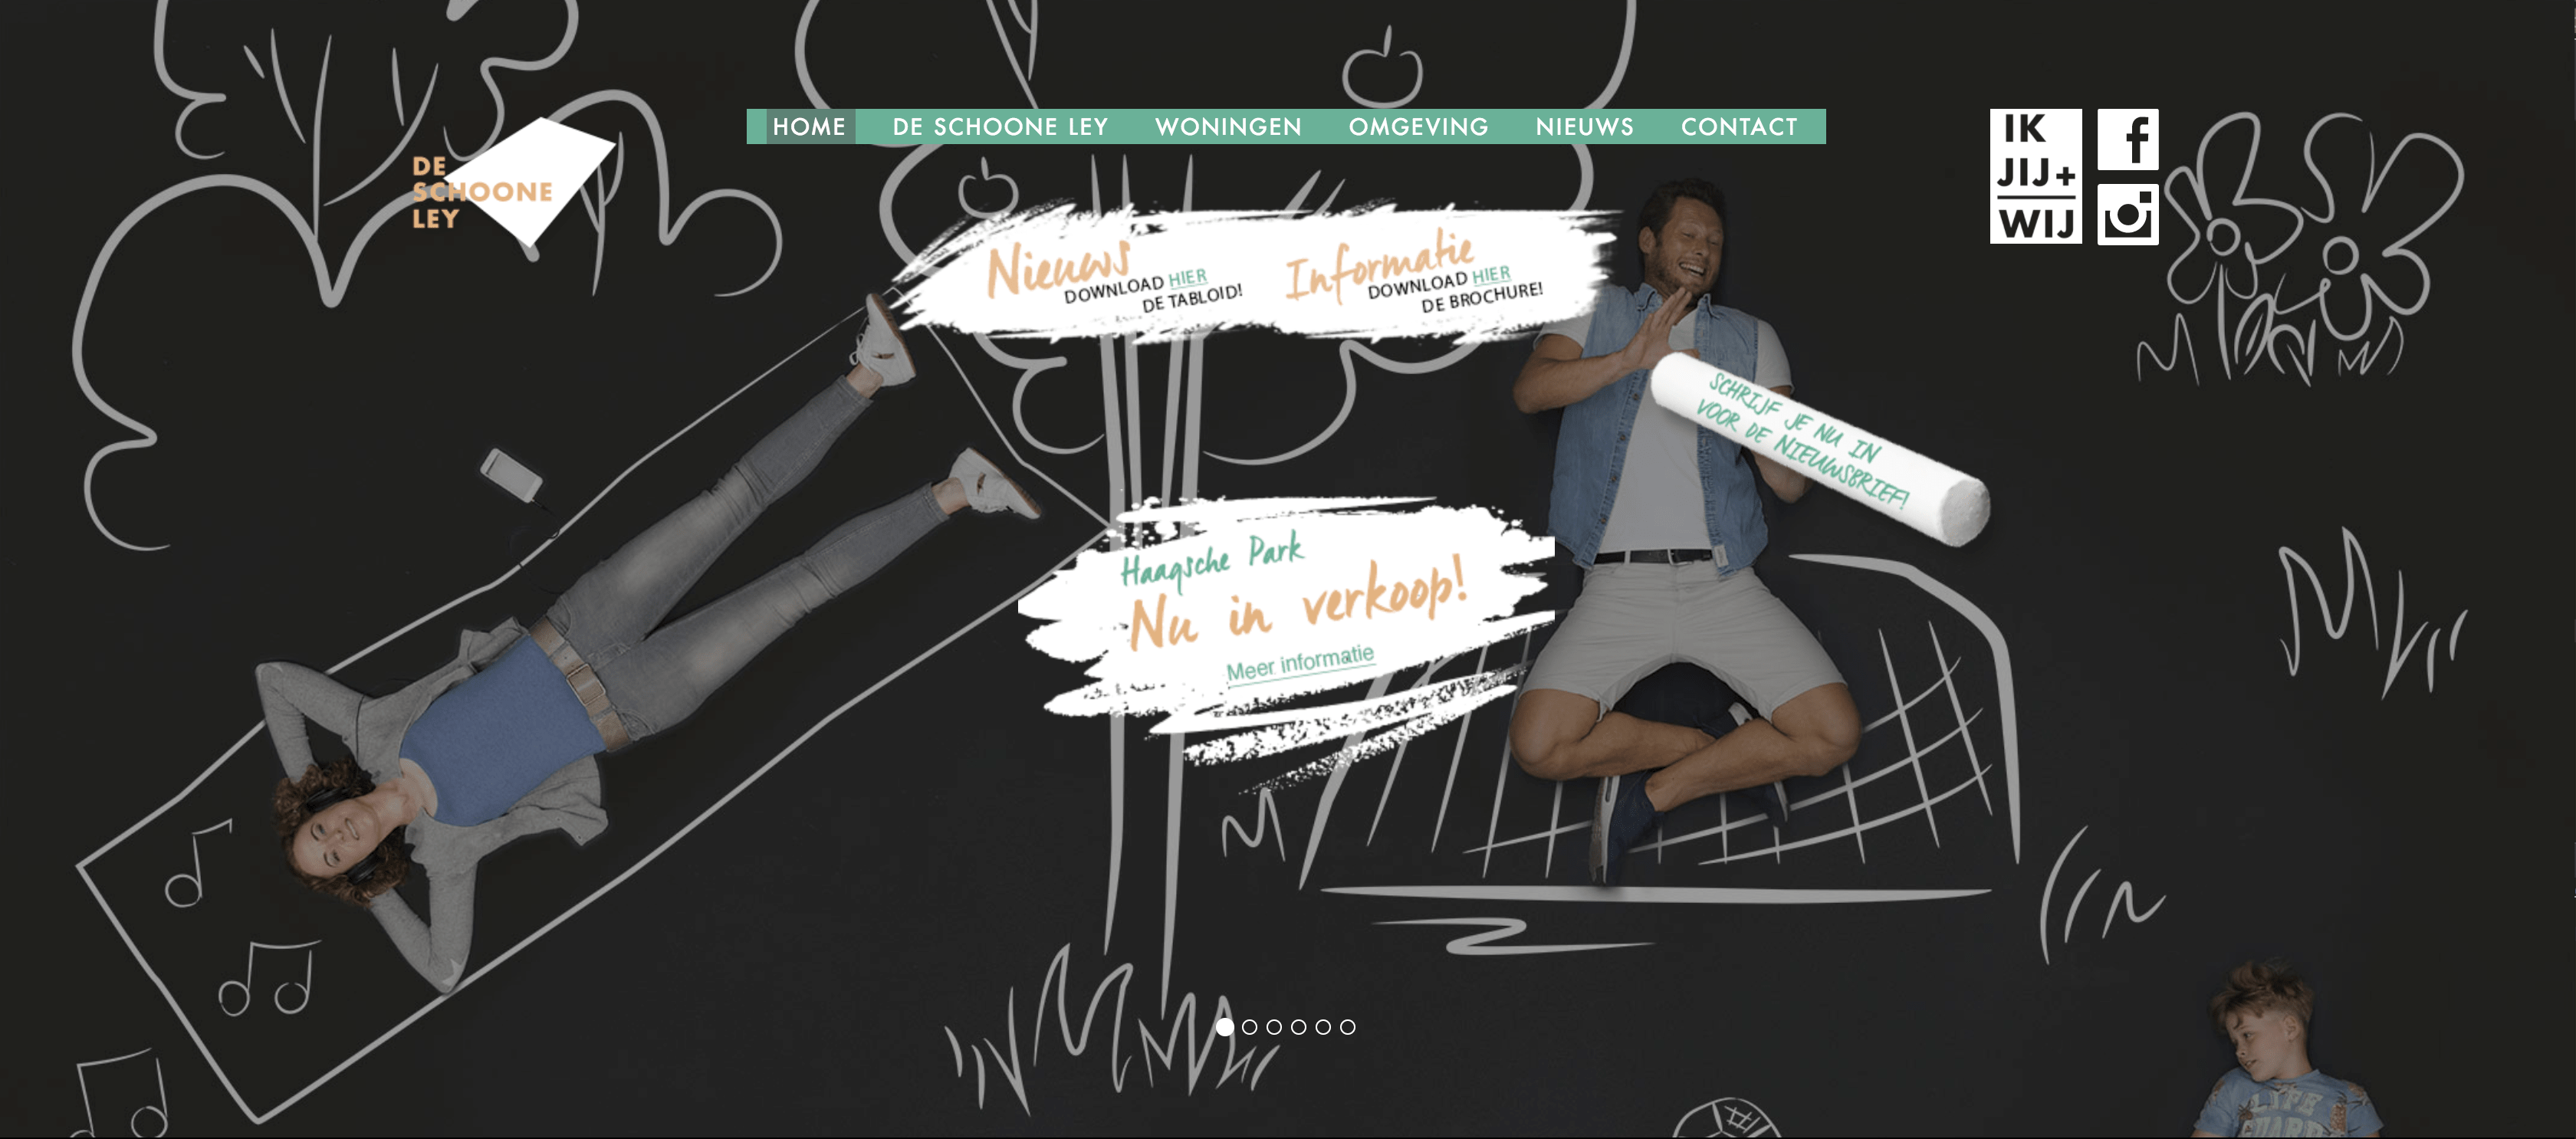 HOME DE SCHOONE LEY WONINGEN OMGEVING NIEUWS CONTACT
DE
SCHOONE
LEY
IK
JIJ+
WIJ
f
Nieuws
DOWNLOAD HIER
DE TABLOID!
Informatie
DOWNLOAD HIER
DE BROCHURE!
SCHRIJF JE NU IN
VOOR DE NIEUWSBRIEF!
Haagsche Park
Nu in verkoop!
Meer informatie
LIFE
GUARD